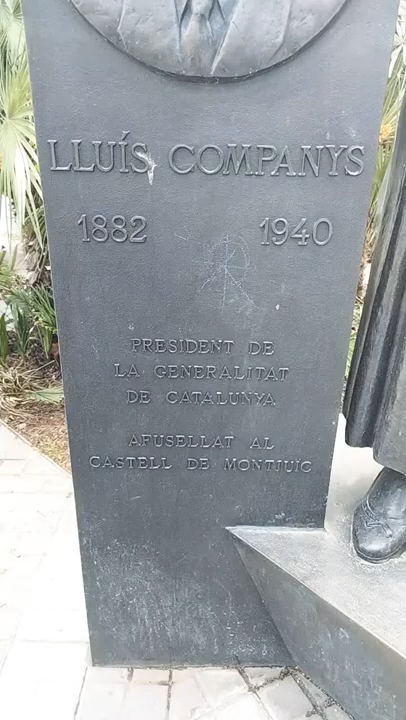 LLUÍS COMPANYS
1882 1940
PRESIDENT DE
LA GENERALITAT
DE CATALUNYA
AFUSELLAT AL
CASTELL DE MONTJUÏC